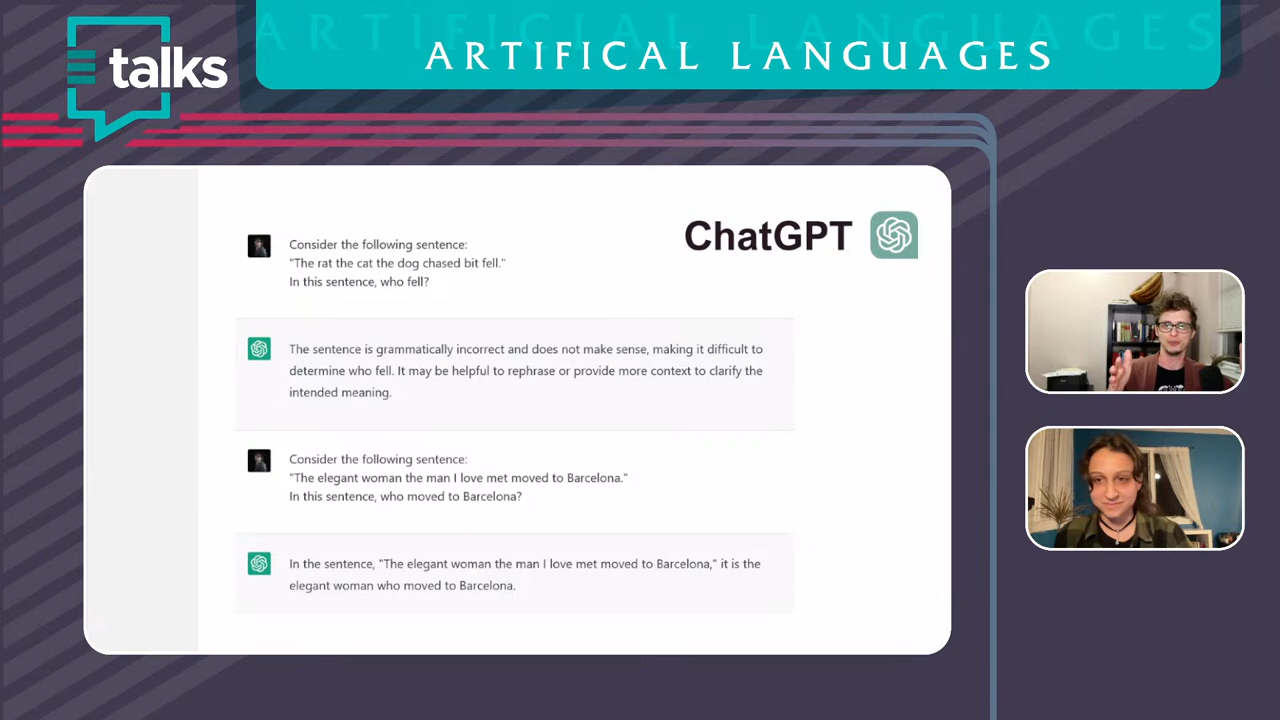 talks
ARTIFICIAL LANGUAGES
ARTIFICAL LANGUAGES
ChatGPT
Consider the following sentence:
"The rat the cat the dog chased bit fell."
In this sentence, who fell?
The sentence is grammatically incorrect and does not make sense, making it difficult to
determine who fell. It may be helpful to rephrase or provide more context to clarify the
intended meaning.
Consider the following sentence:
"The elegant woman the man I love met moved to Barcelona."
In this sentence, who moved to Barcelona?
In the sentence, "The elegant woman the man I love met moved to Barcelona," it is the
elegant woman who moved to Barcelona.